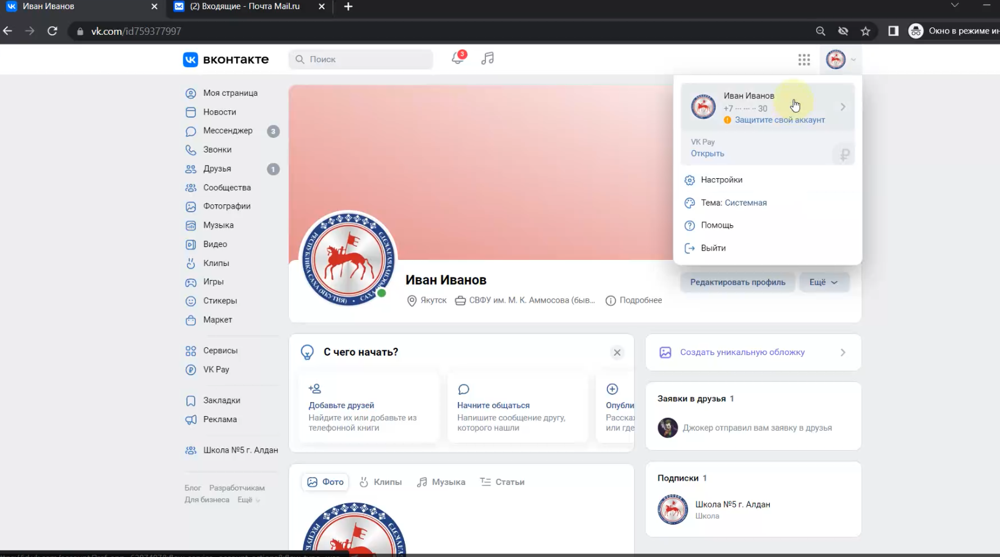 Иван Иванов
(2) Входящие - Почта Mail.ru
vk.com/id759377997
Окно в режиме ин
вконтакте
Поиск
3
Моя страница
Новости
Мессенджер 3
Звонки
Друзья 1
Сообщества
Фотографии
Музыка
Видео
Клипы
Игры
Стикеры
Маркет
Сервисы
VK Pay
Закладки
Реклама
Школа №5 г. Алдан
Блог Разработчикам
Для бизнеса Ещё
Иван Иванов
+7 ··· ··· ·· 30
Защитите свой аккаунт
VK Pay
Открыть
Настройки
Тема: Системная
Помощь
Выйти
РЕСПУБЛИКА САХА (ЯКУТИЯ)
Иван Иванов
Якутск СВФУ им. М. К. Аммосова (быв... Подробнее
Редактировать профиль
Ещё
С чего начать?
Добавьте друзей
Найдите их или добавьте из
телефонной книги
Начните общаться
Напишите сообщение другу,
которого нашли
Опубли
Расска
или где
Создать уникальную обложку
Заявки в друзья 1
Джокер отправил вам заявку в друзья
Подписки 1
Школа №5 г. Алдан
Школа
Фото
Клипы
Музыка
Статьи